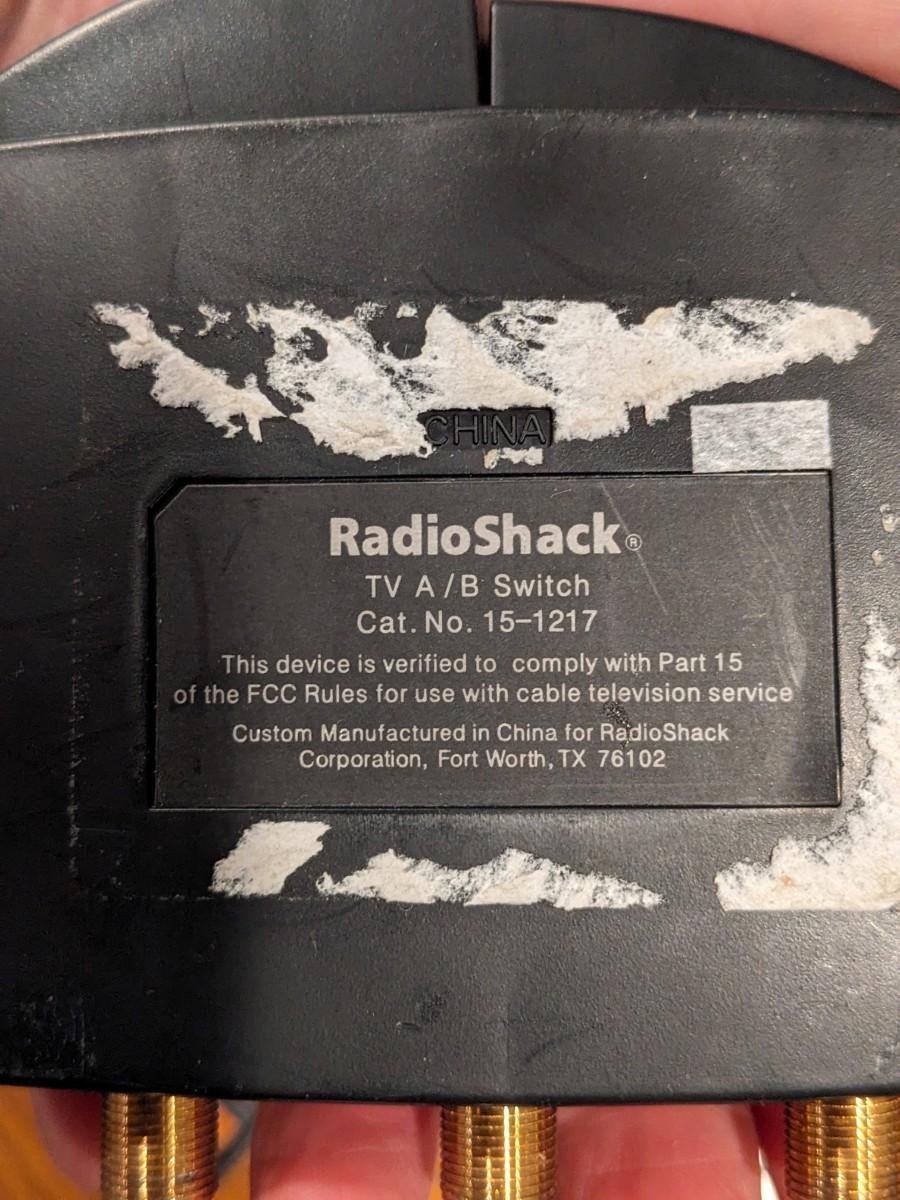 CHINA
RadioShack®
TV A/B Switch
Cat. No. 15-1217
This device is verified to comply with Part 15
of the FCC Rules for use with cable television service
Custom Manufactured in China for RadioShack
Corporation, Fort Worth, TX 76102